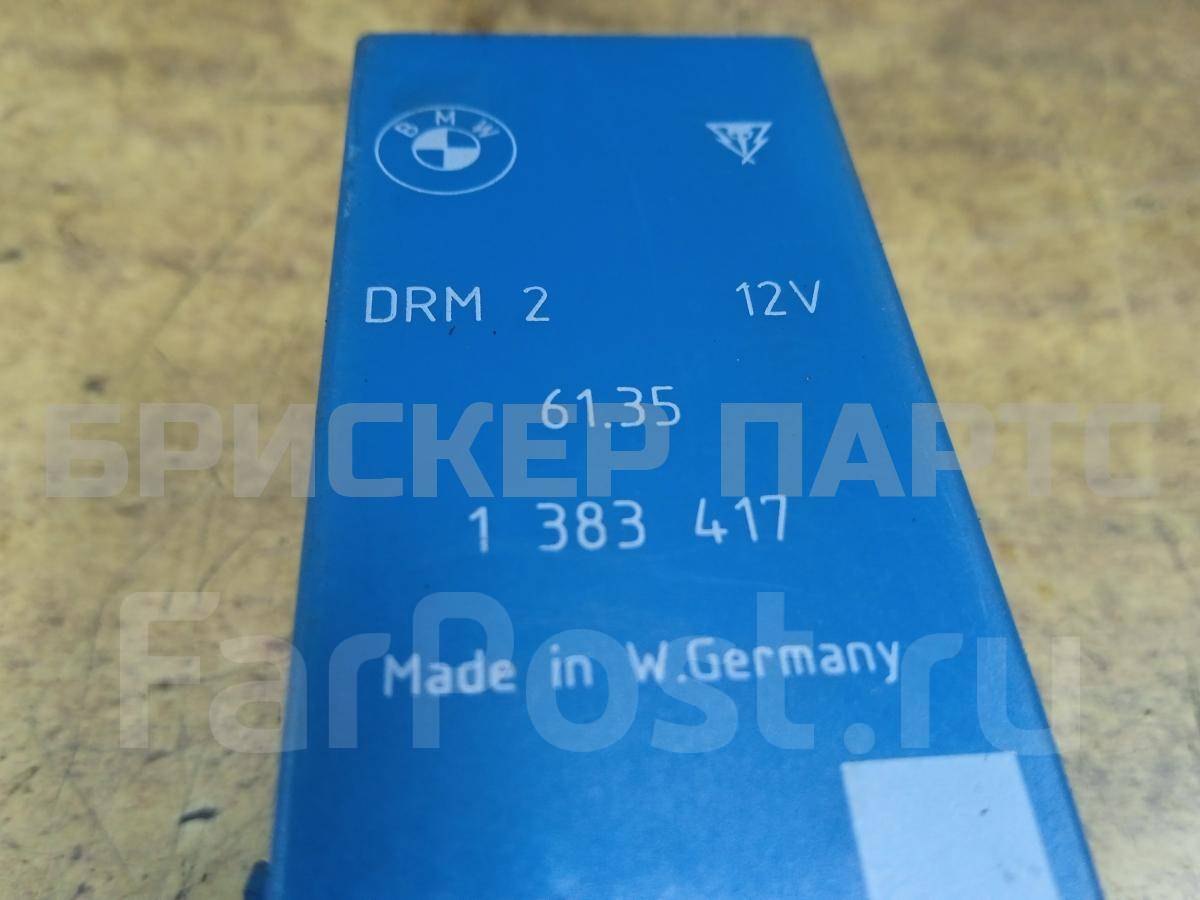 BMW
DRM 2 12V
61.35
БРИСКЕР ПАРТС
1 383 417
FarPost.ru
Made in W.Germany